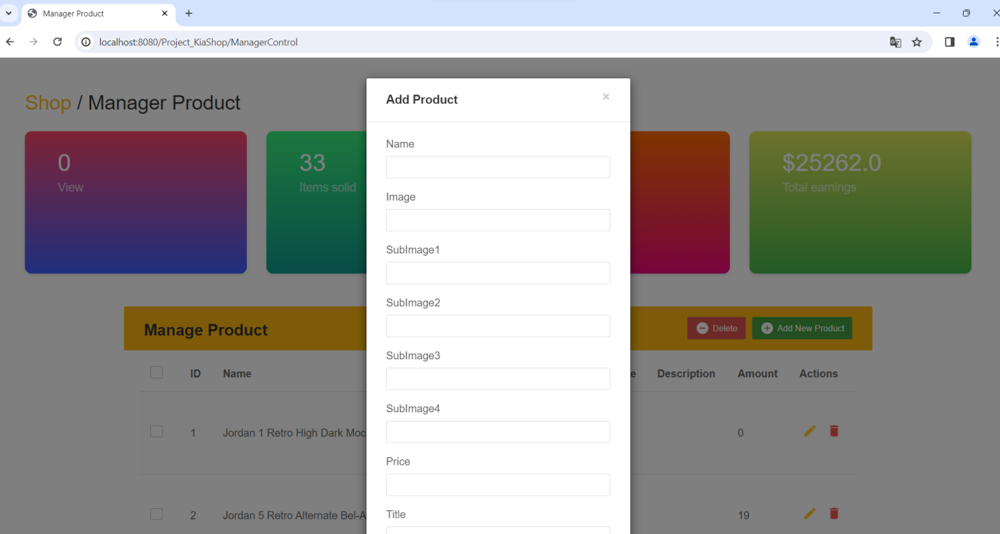 Manager Product
localhost:8080/Project_KiaShop/ManagerControl
Shop / Manager Product
0
View
33
Items solid
$25262.0
Total earnings
Add Product
Name
Image
SubImage1
SubImage2
SubImage3
SubImage4
Price
Title
Manage Product
Delete
Add New Product
ID Name Description Amount Actions
1 Jordan 1 Retro High Dark 0
2 Jordan 5 Retro Alternate 19